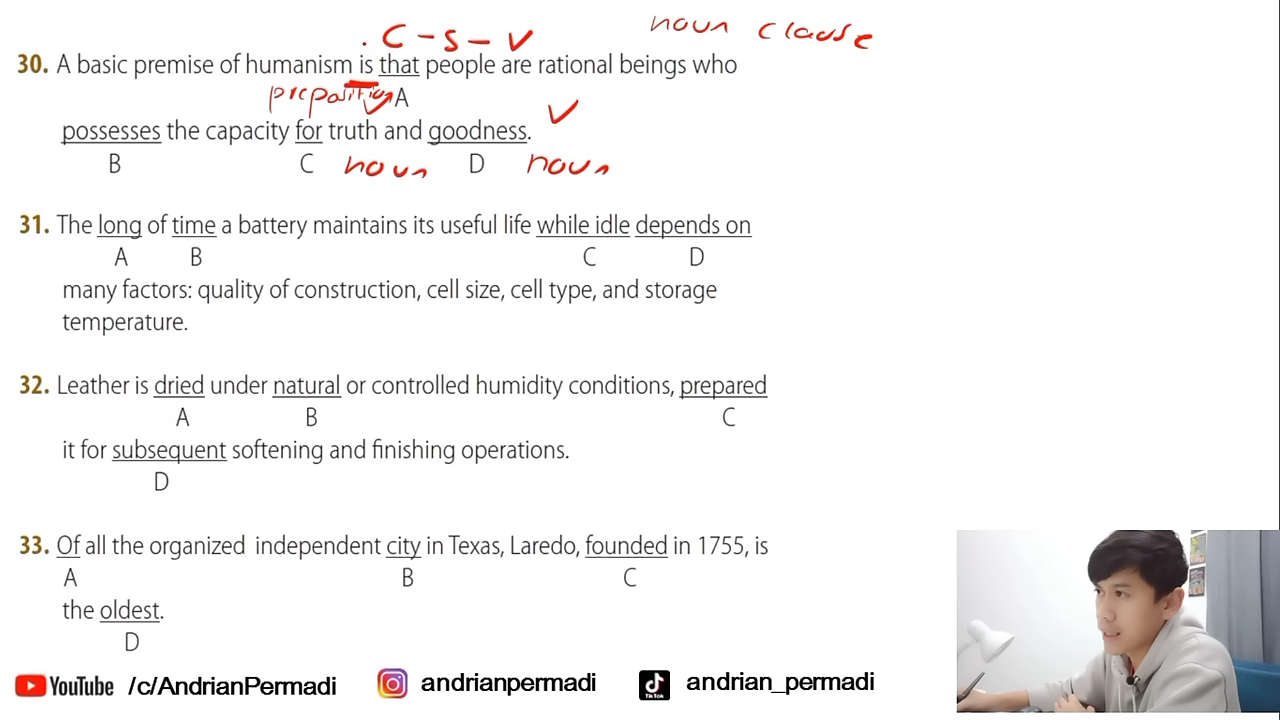 . C - S - V
noun clause
30. A basic premise of humanism is that people are rational beings who
preposition A
possesses the capacity for truth and goodness.
B C noun D noun
31. The long of time a battery maintains its useful life while idle depends on
A B C D
many factors: quality of construction, cell size, cell type, and storage
temperature.
32. Leather is dried under natural or controlled humidity conditions, prepared
A B C
it for subsequent softening and finishing operations.
D
33. Of all the organized independent city in Texas, Laredo, founded in 1755, is
A B C
the oldest.
D
YouTube /c/AndrianPermadi andrianpermadi TikTok andrian_permadi